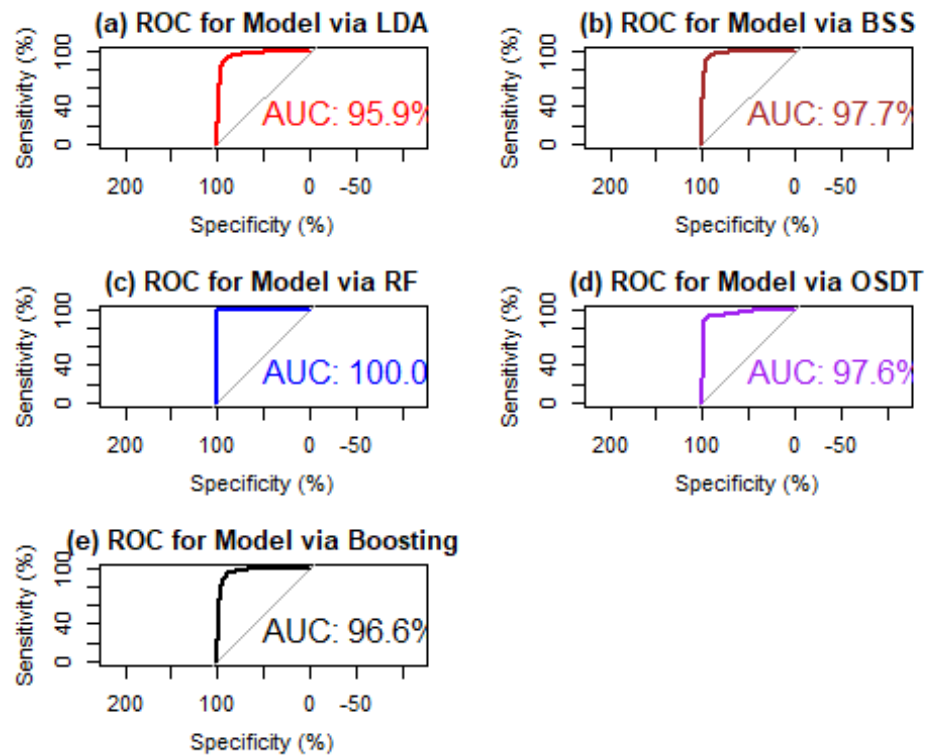 (a) ROC for Model via LDA
Sensitivity (%)
100
40
0
AUC: 95.9%
200 100 0 -50
Specificity (%)
(b) ROC for Model via BSS
Sensitivity (%)
100
40
0
AUC: 97.7%
200 100 0 -50
Specificity (%)
(c) ROC for Model via RF
Sensitivity (%)
100
40
0
AUC: 100.0
200 100 0 -50
Specificity (%)
(d) ROC for Model via OSDT
Sensitivity (%)
100
40
0
AUC: 97.6%
200 100 0 -50
Specificity (%)
(e) ROC for Model via Boosting
Sensitivity (%)
100
40
0
AUC: 96.6%
200 100 0 -50
Specificity (%)